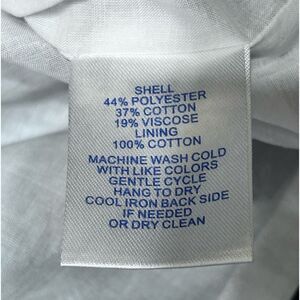 SHELL
44% POLYESTER
37% COTTON
19% VISCOSE
LINING
100% COTTON
MACHINE WASH COLD
WITH LIKE COLORS
GENTLE CYCLE
HANG TO DRY
COOL IRON BACK SIDE
IF NEEDED
OR DRY CLEAN